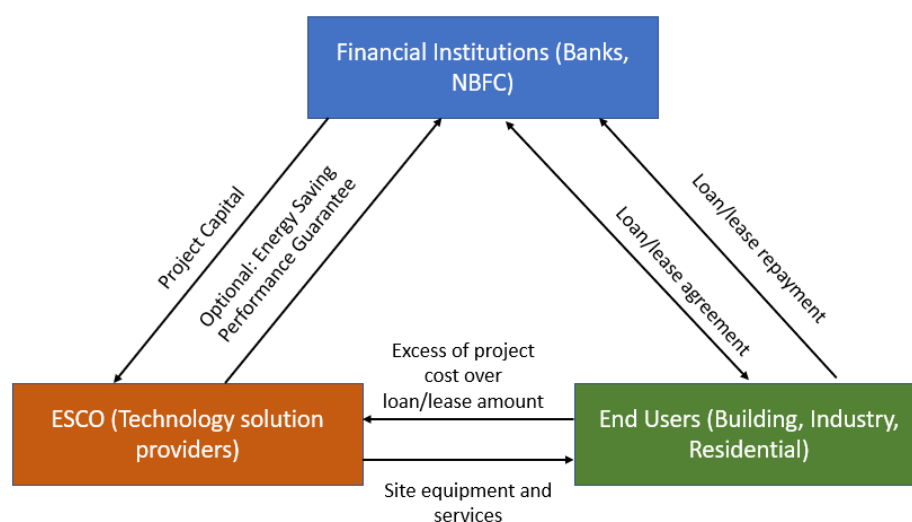 Financial Institutions (Banks,
NBFC)
Project Capital
Optional: Energy Saving
Performance Guarantee
Loan/lease agreement
Loan/lease repayment
Excess of project
cost over
loan/lease amount
ESCO (Technology solution
providers)
End Users (Building, Industry,
Residential)
Site equipment and
services